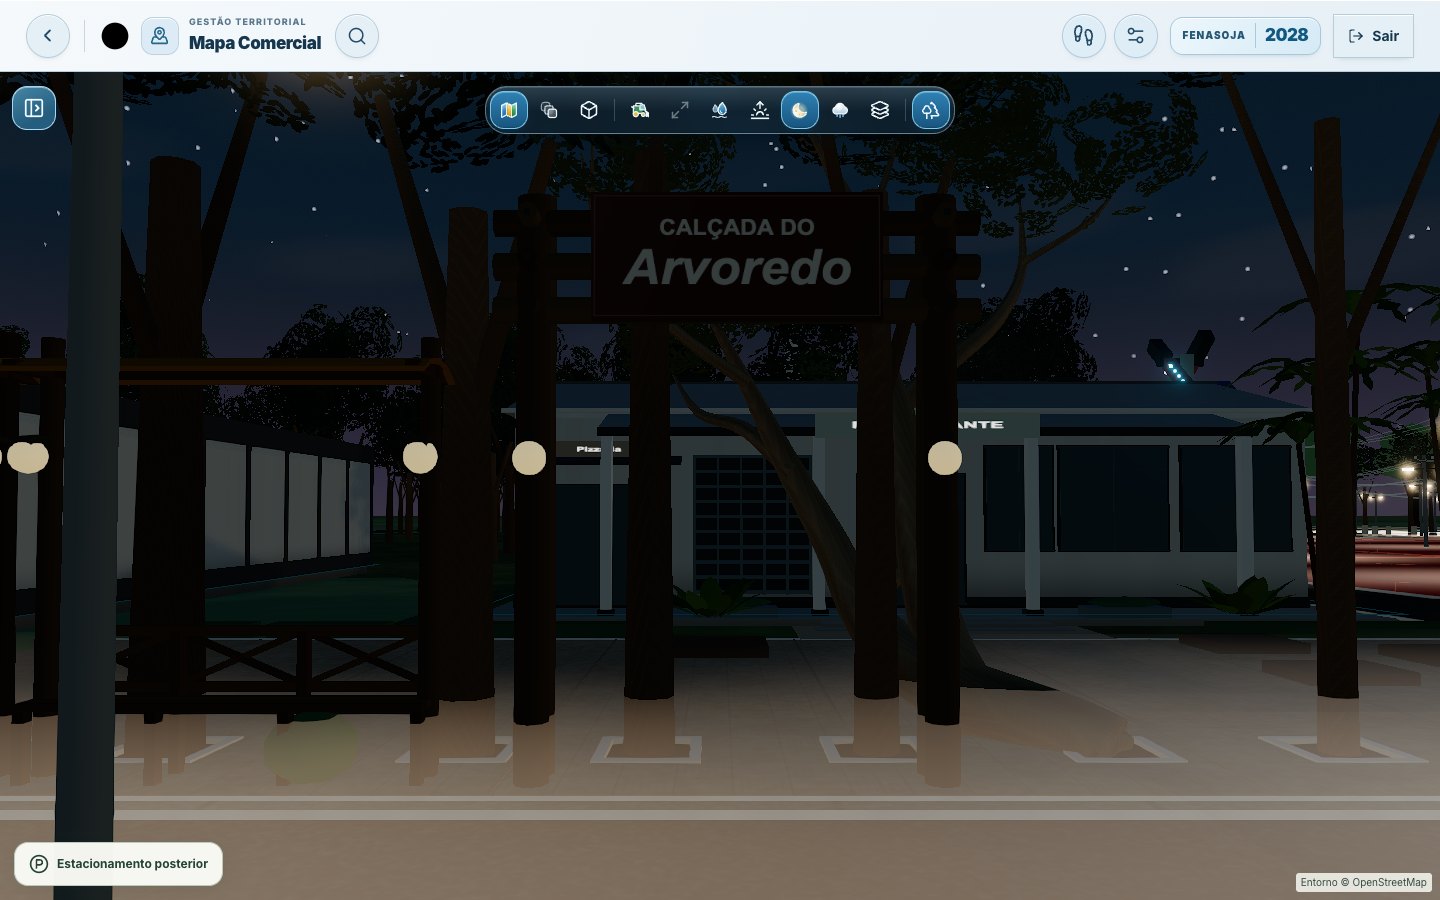 GESTÃO TERRITORIAL
Mapa Comercial
FENASOJA 2028
Sair
CALÇADA DO
Arvoredo
Estacionamento posterior
Entorno © OpenStreetMap